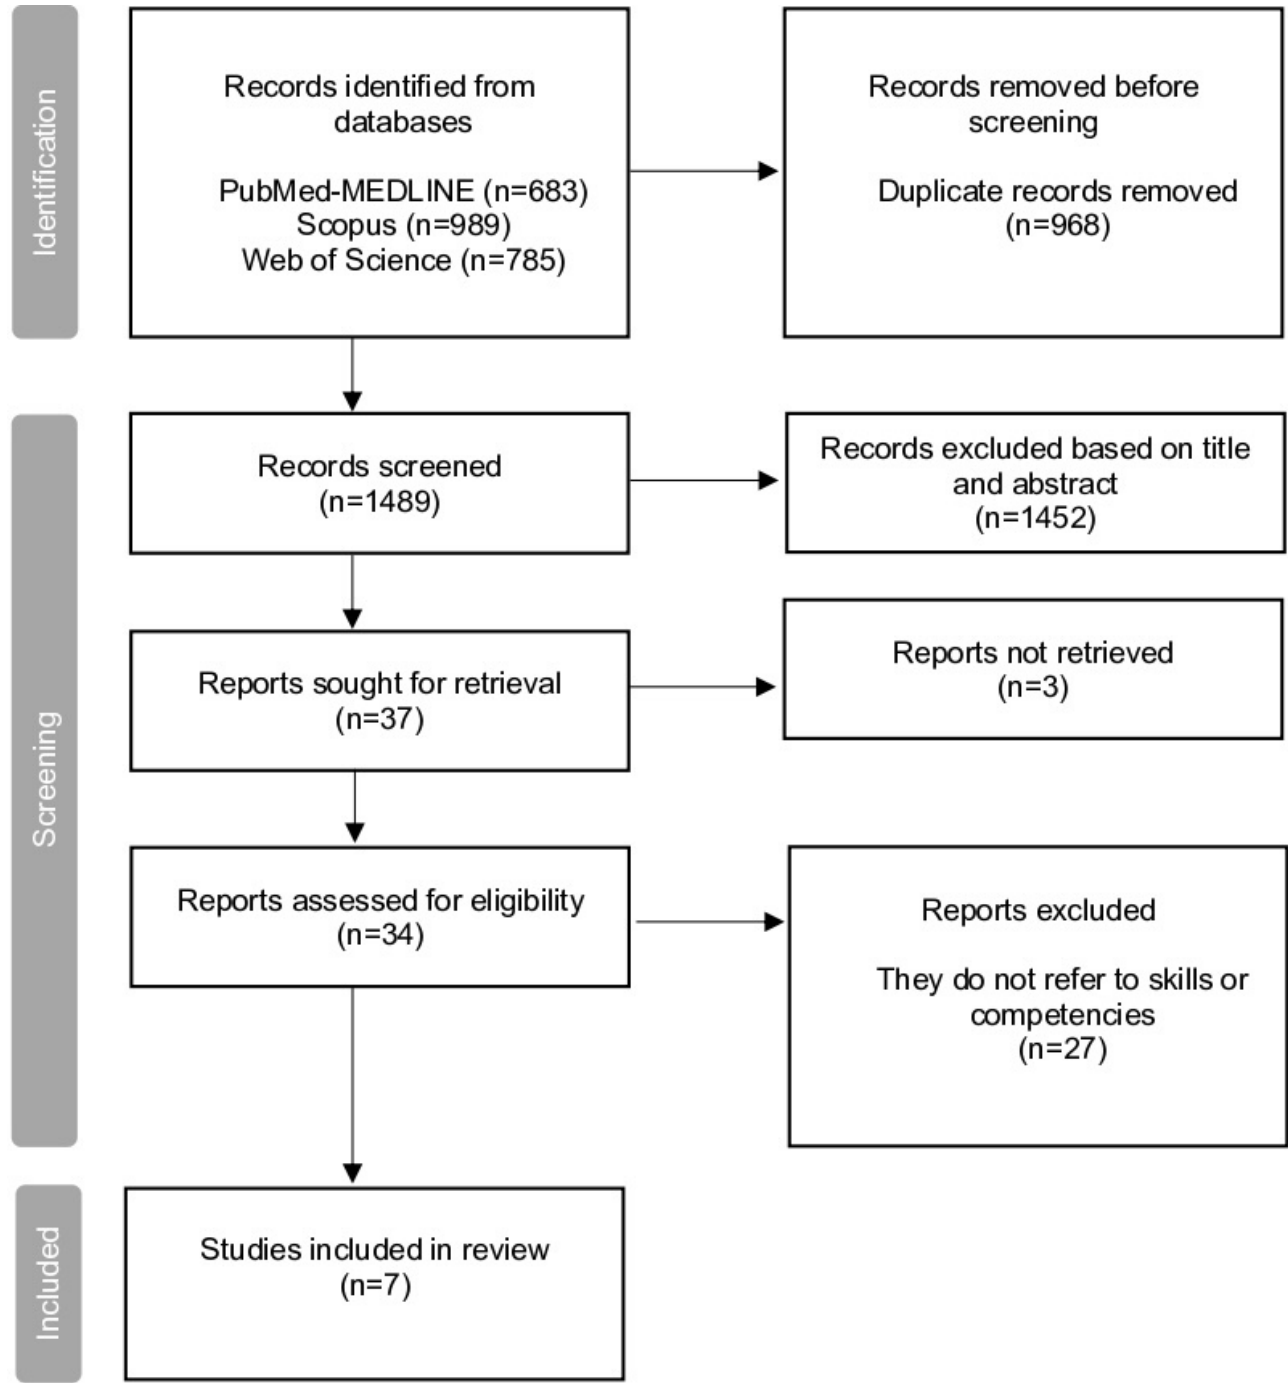 Identification
Records identified from
databases
PubMed-MEDLINE (n=683)
Scopus (n=989)
Web of Science (n=785)
Records removed before
screening
Duplicate records removed
(n=968)
Screening
Records screened
(n=1489)
Records excluded based on title
and abstract
(n=1452)
Reports sought for retrieval
(n=37)
Reports not retrieved
(n=3)
Reports assessed for eligibility
(n=34)
Reports excluded
They do not refer to skills or
competencies
(n=27)
Included
Studies included in review
(n=7)